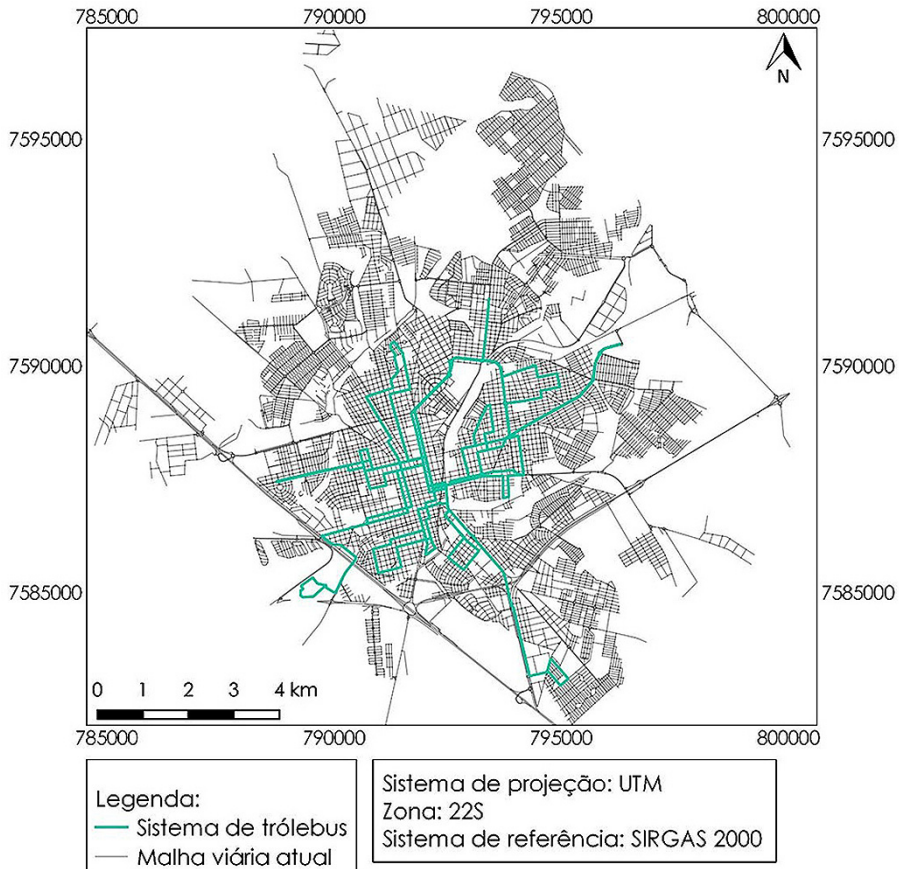 785000 790000 795000 800000
N
7595000 7595000
7590000 7590000
7585000 7585000
0 1 2 3 4 km
785000 790000 795000 800000
Legenda:
Sistema de trólebus
Malha viária atual
Sistema de projeção: UTM
Zona: 22S
Sistema de referência: SIRGAS 2000